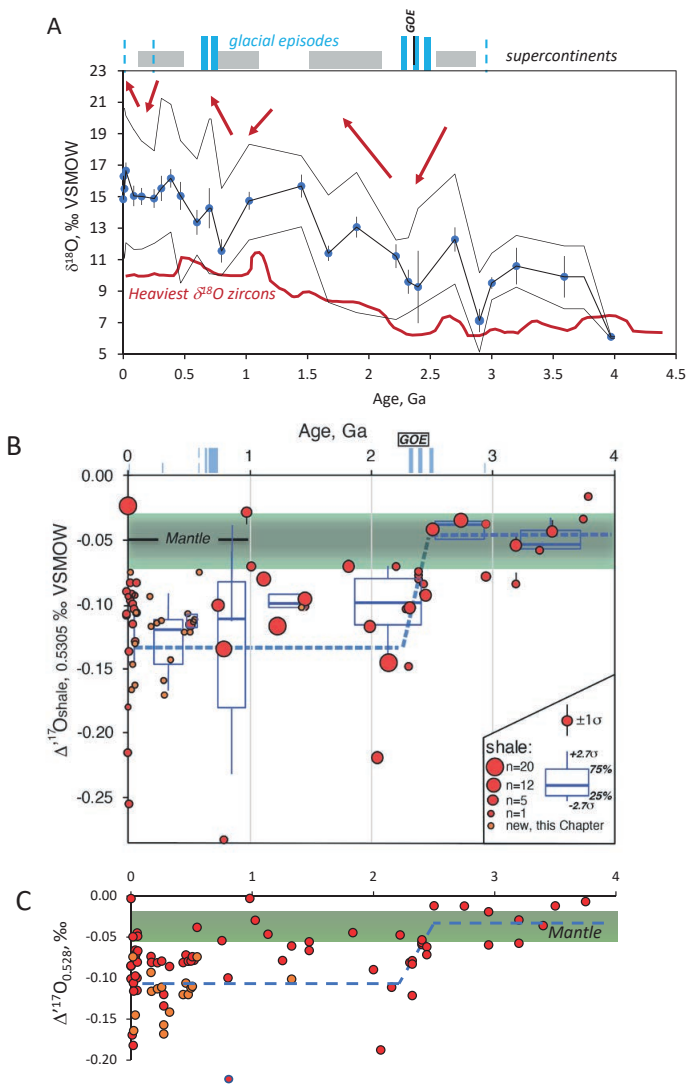 A
glacial episodes
GOE
supercontinents
23
21
19
17
15
13
11
9
7
5
δ18O, ‰ VSMOW
Heaviest δ18O zircons
0 0.5 1 1.5 2 2.5 3 3.5 4 4.5
Age, Ga
B
Age, Ga
GOE
0 1 2 3 4
0.00
-0.05
-0.10
-0.15
-0.20
-0.25
Δ'17Oshale, 0.5305 ‰ VSMOW
Mantle
±1σ
shale:
n=20
n=12
n=5
n=1
new, this Chapter
+2.7σ
75%
25%
-2.7σ
C
0 1 2 3 4
0.00
-0.05
-0.10
-0.15
-0.20
Δ'17O0.528, ‰
Mantle